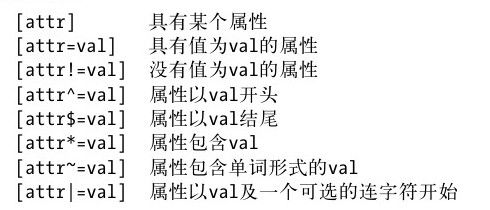 [attr] 具有某个属性
[attr=val] 具有值为val的属性
[attr!=val] 没有值为val的属性
[attr^=val] 属性以val开头
[attr$=val] 属性以val结尾
[attr*=val] 属性包含val
[attr~=val] 属性包含单词形式的val
[attr|=val] 属性以val及一个可选的连字符开始